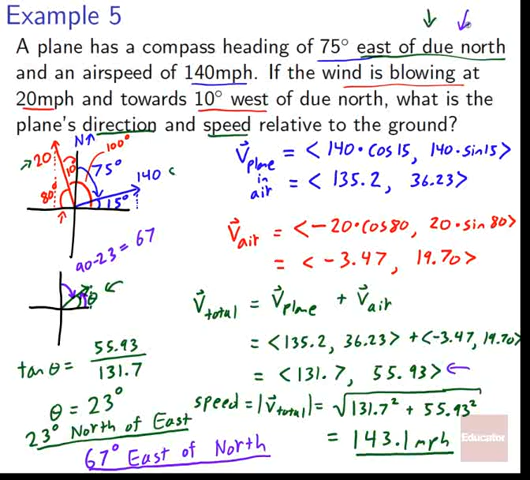 Example 5
A plane has a compass heading of 75° east of due north
and an airspeed of 140mph. If the wind is blowing at
20mph and towards 10° west of due north, what is the
plane's direction and speed relative to the ground?
N↑
20
10
100°
75°
140
80
15°
90-23 = 67
θ
tan θ = 55.93 / 131.7
θ = 23°
23° North of East
67° East of North
V⃗ plane in air = < 140·cos15, 140·sin15 >
= < 135.2, 36.23 >
V⃗ air = < -20·cos80, 20·sin80 >
= < -3.47, 19.70 >
V⃗ total = V⃗ plane + V⃗ air
= <135.2, 36.23> + <-3.47, 19.70>
= <131.7, 55.93>
speed = |V⃗ total| = √131.7² + 55.93²
= 143.1 mph
Educator